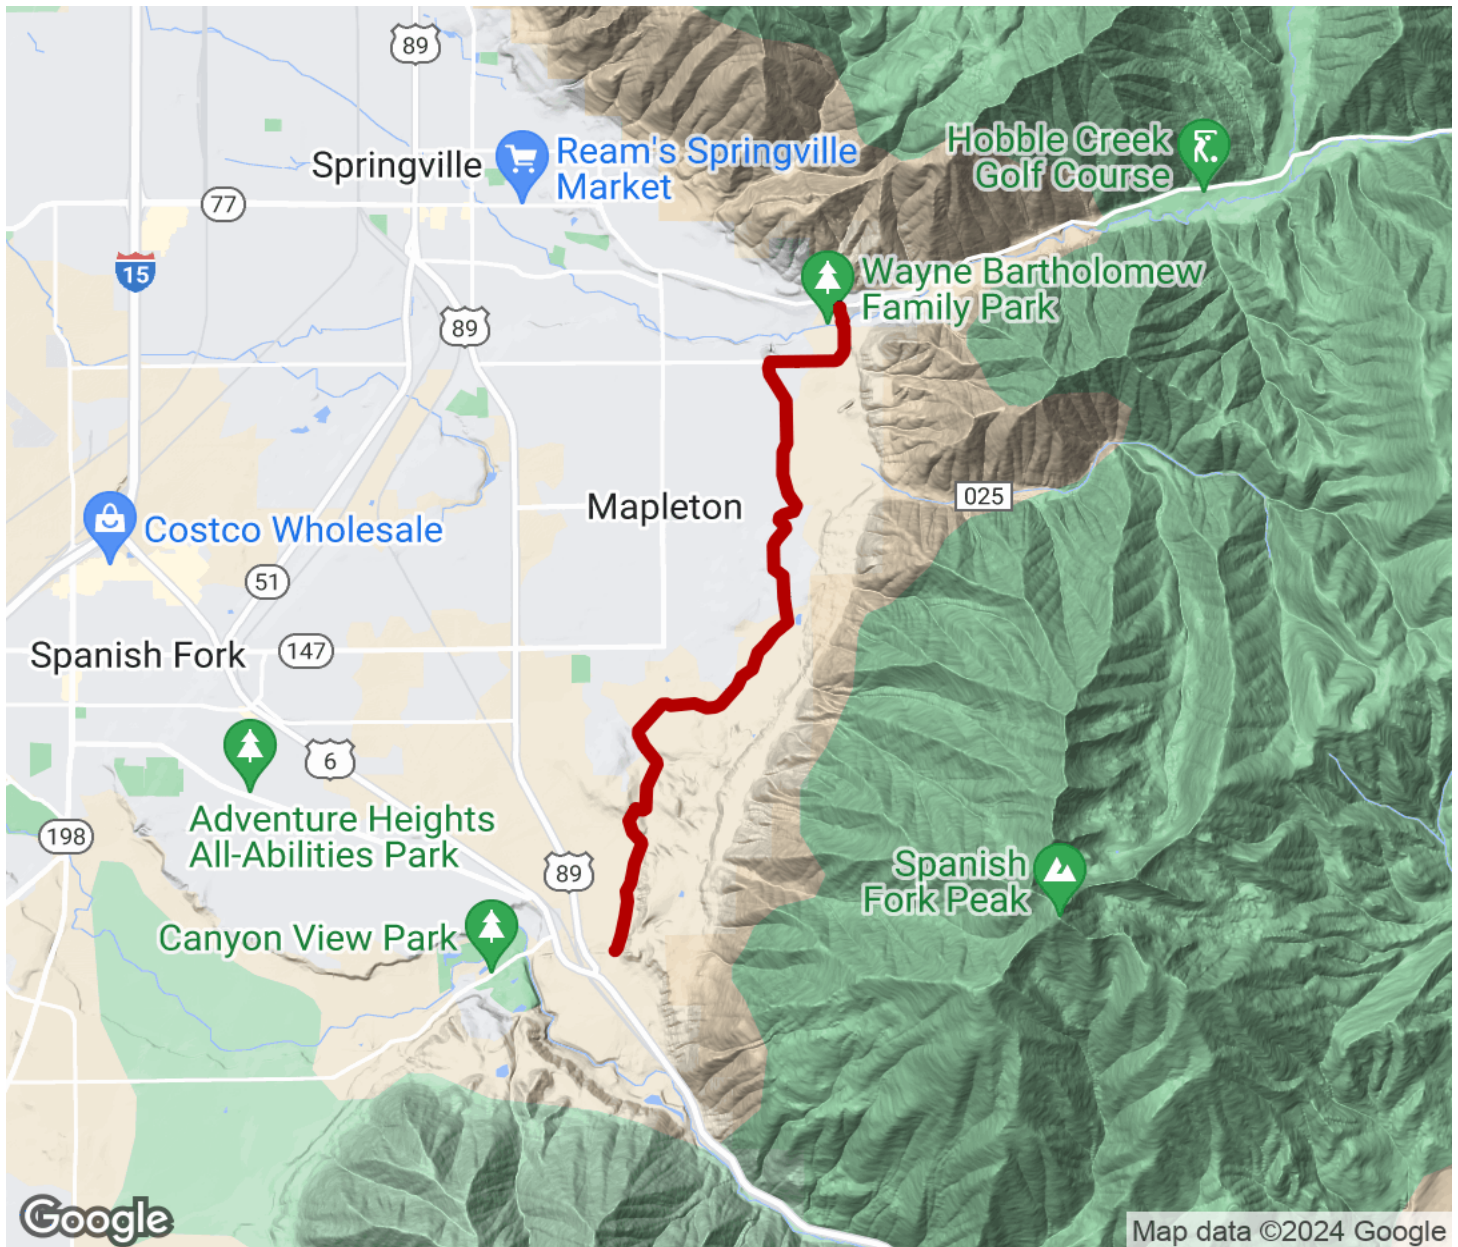 89
Hobble Creek
Golf Course
Springville
Ream's Springville
Market
77
15
Wayne Bartholomew
Family Park
89
025
Mapleton
Costco Wholesale
51
Spanish Fork
147
6
Adventure Heights
All-Abilities Park
198
89
Spanish
Fork Peak
Canyon View Park
Google
Map data ©2024 Google